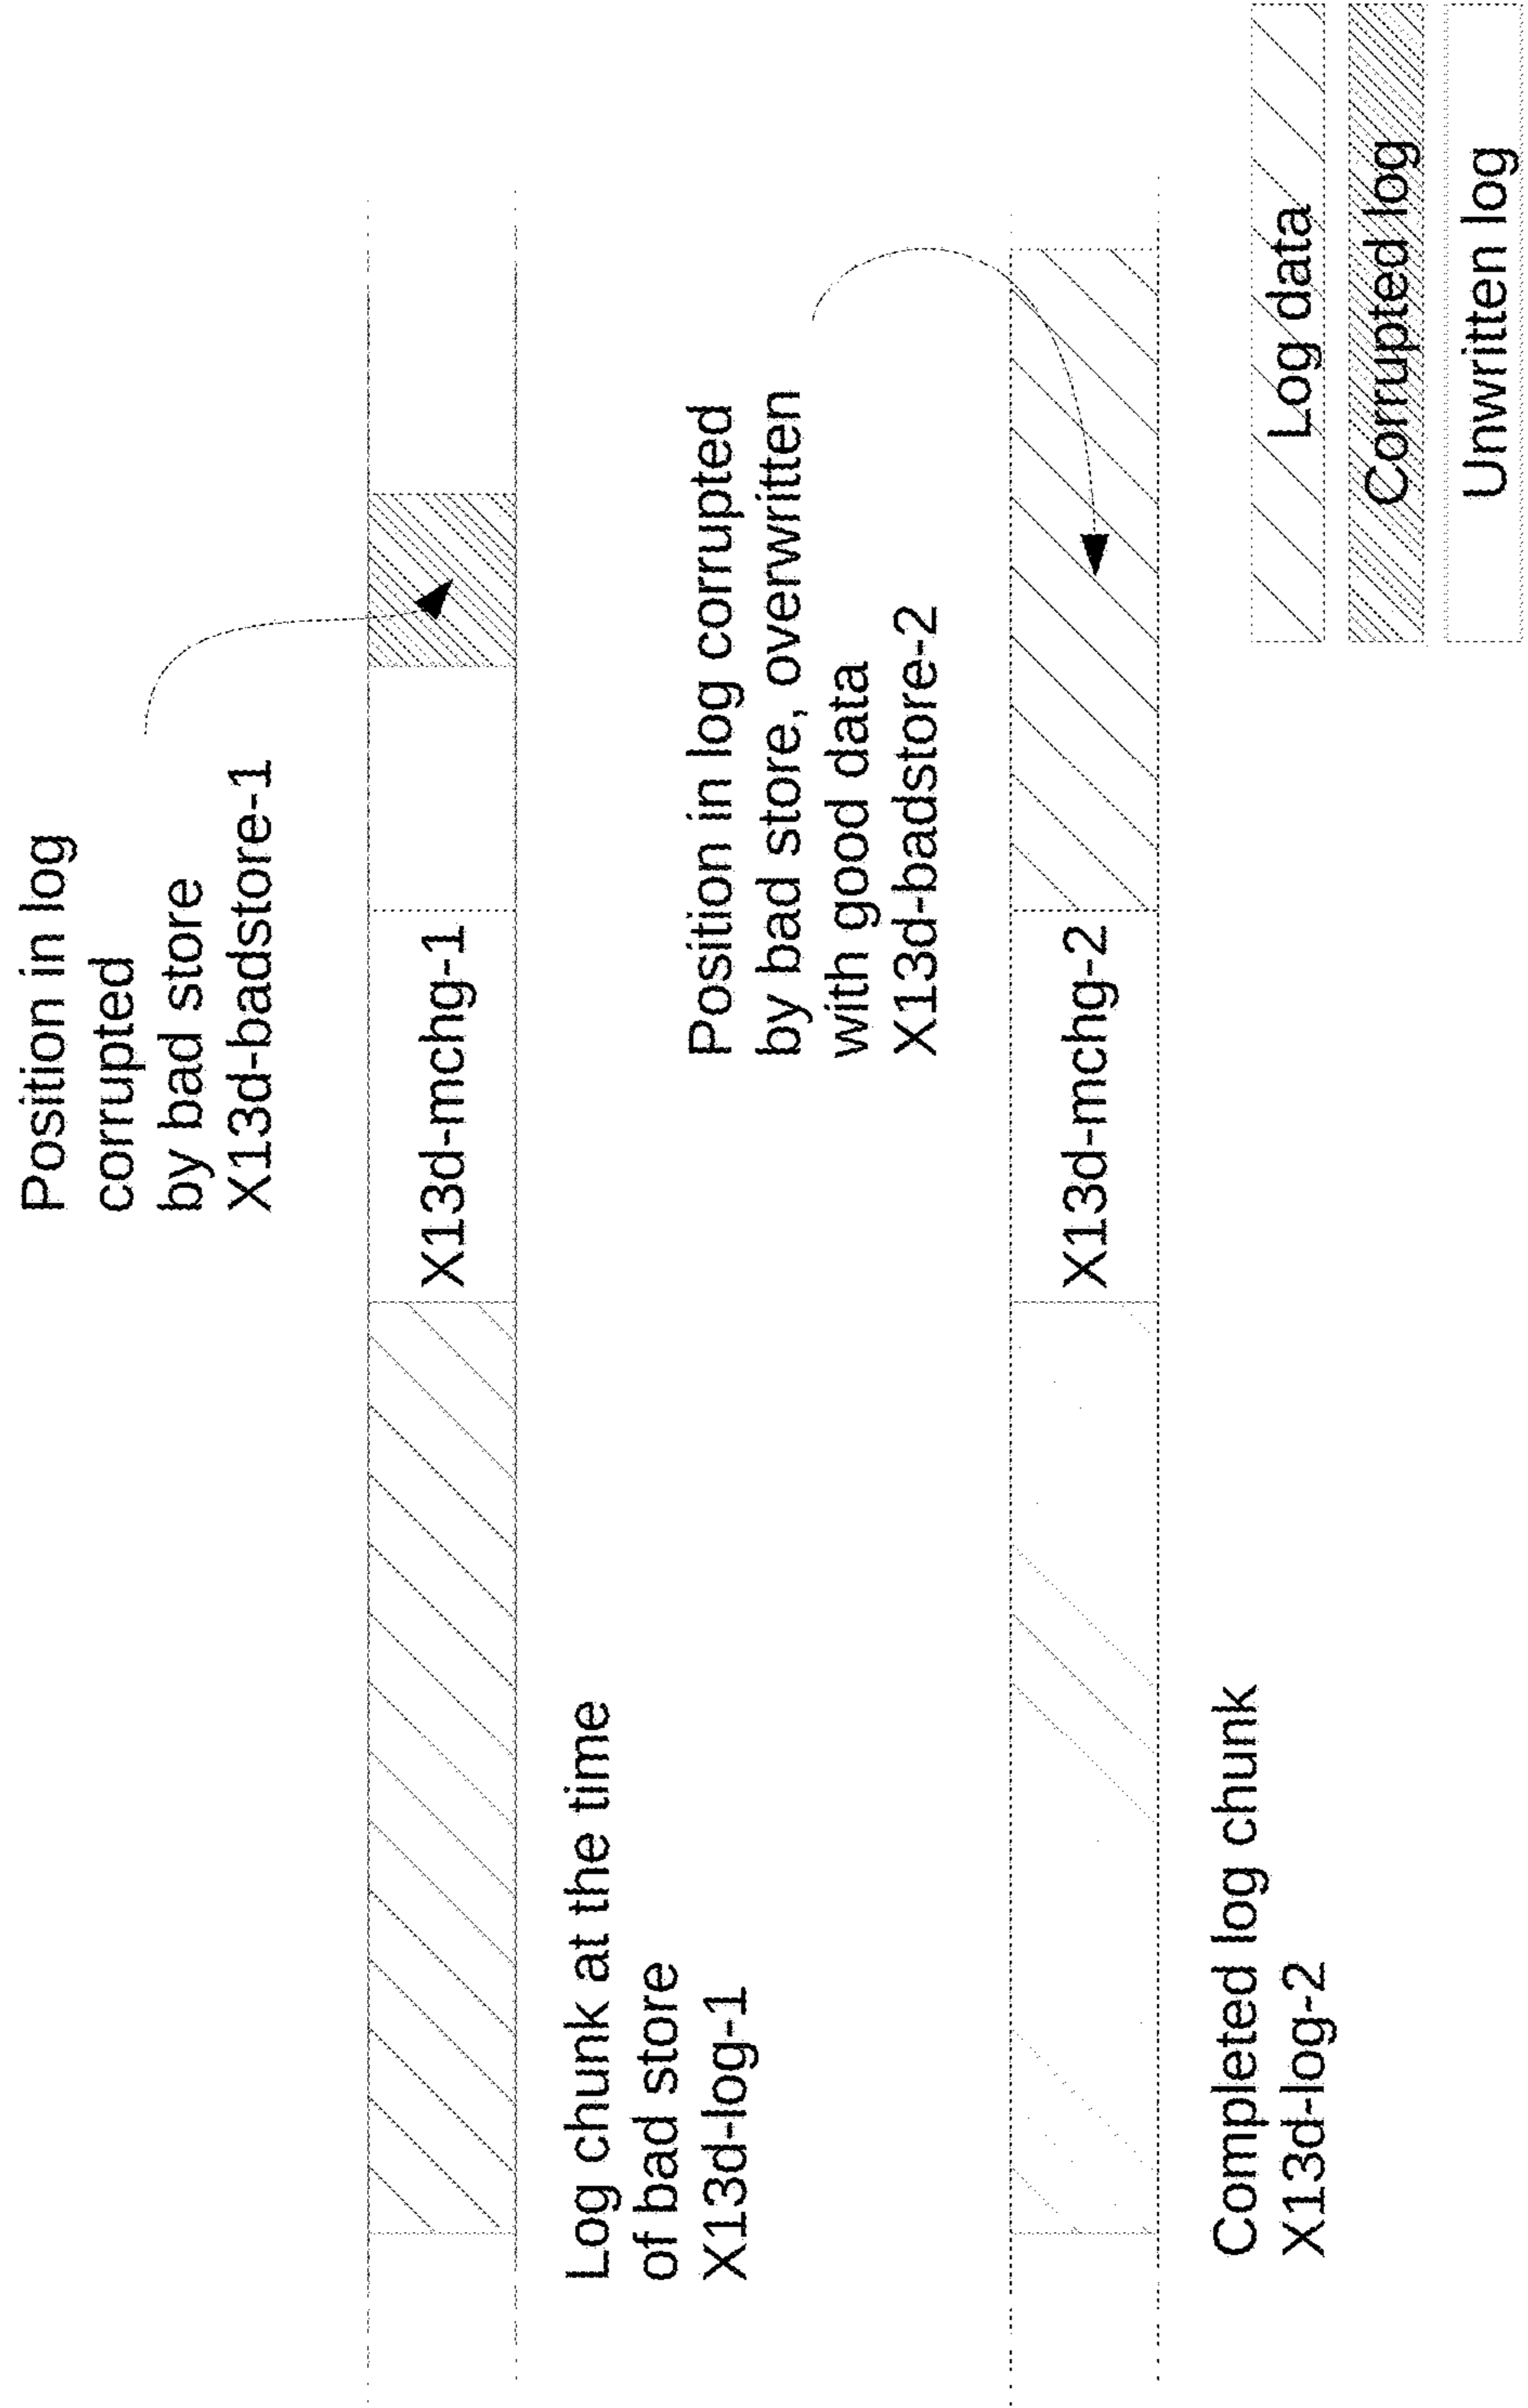 Position in log
corrupted
by bad store
X13d-badstore-1
X13d-mchg-1
Log chunk at the time
of bad store
X13d-log-1
Position in log corrupted
by bad store, overwritten
with good data
X13d-badstore-2
X13d-mchg-2
Completed log chunk
X13d-log-2
Log data
Corrupted log
Unwritten log